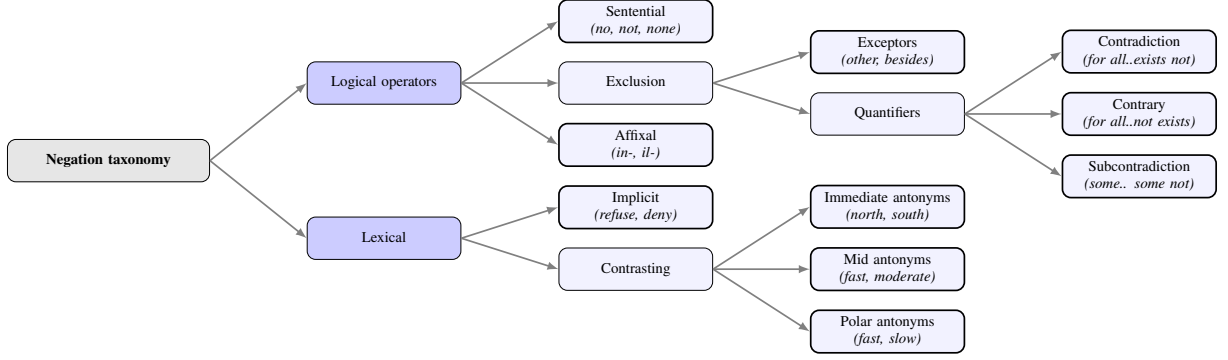 Negation taxonomy
Logical operators
Sentential
(no, not, none)
Exclusion
Exceptors
(other, besides)
Quantifiers
Contradiction
(for all..exists not)
Contrary
(for all..not exists)
Subcontradiction
(some.. some not)
Affixal
(in-, il-)
Lexical
Implicit
(refuse, deny)
Contrasting
Immediate antonyms
(north, south)
Mid antonyms
(fast, moderate)
Polar antonyms
(fast, slow)